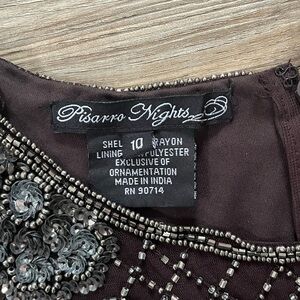 Pisarro Nights
10
SHEL RAYON
LINING POLYESTER
EXCLUSIVE OF
ORNAMENTATION
MADE IN INDIA
RN 90714